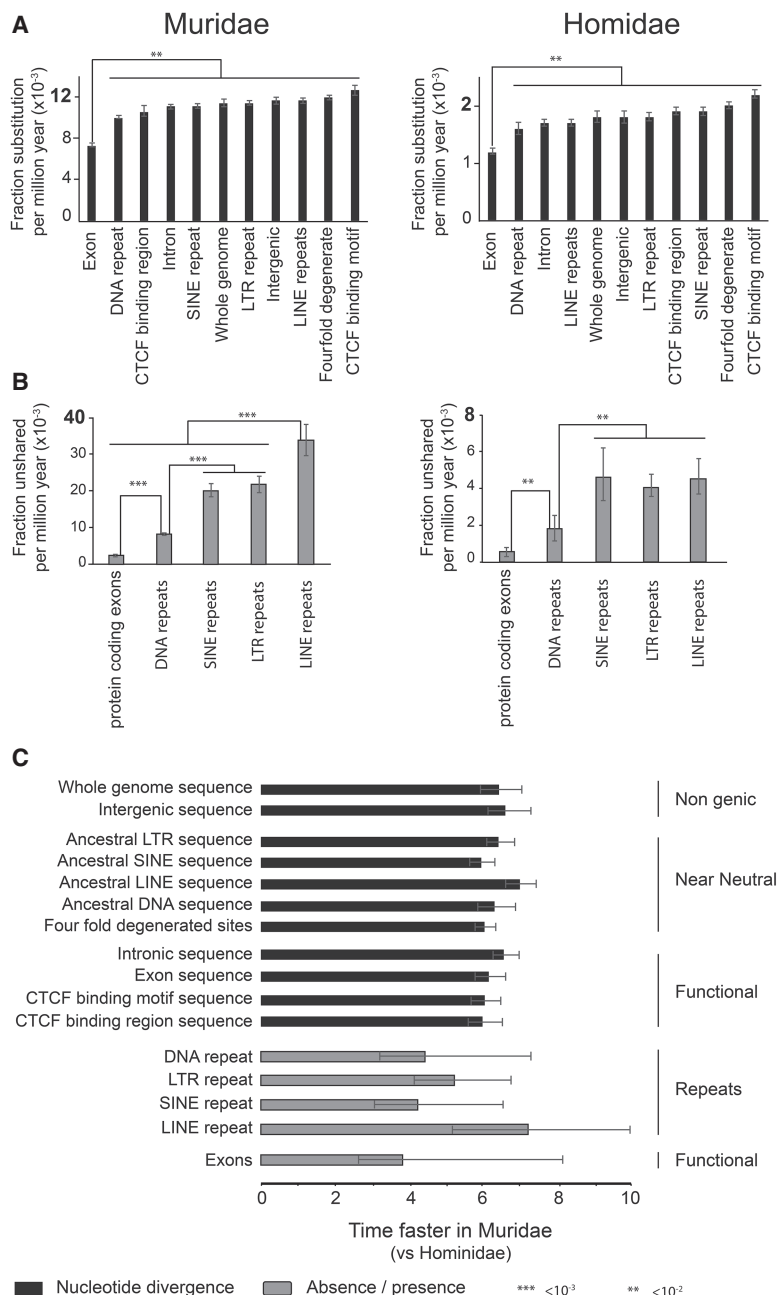 A
Muridae
Homidae
Fraction substitution
per million year (x10-3)
**
12
8
4
0
Exon
DNA repeat
CTCF binding region
Intron
SINE repeat
Whole genome
LTR repeat
Intergenic
LINE repeats
Fourfold degenerate
CTCF binding motif
Fraction substitution
per million year (x10-3)
**
2
1
0
Exon
DNA repeat
Intron
LINE repeats
Whole genome
Intergenic
LTR repeat
CTCF binding region
SINE repeat
Fourfold degenerate
CTCF binding motif
B
Fraction unshared
per million year (x10-3)
40
30
20
10
0
***
***
***
protein coding exons
DNA repeats
SINE repeats
LTR repeats
LINE repeats
Fraction unshared
per million year (x10-3)
8
6
4
2
0
**
**
protein coding exons
DNA repeats
SINE repeats
LTR repeats
LINE repeats
C
Whole genome sequence
Intergenic sequence
Non genic
Ancestral LTR sequence
Ancestral SINE sequence
Ancestral LINE sequence
Ancestral DNA sequence
Four fold degenerated sites
Near Neutral
Intronic sequence
Exon sequence
CTCF binding motif sequence
CTCF binding region sequence
Functional
DNA repeat
LTR repeat
SINE repeat
LINE repeat
Repeats
Exons
Functional
0 2 4 6 8 10
Time faster in Muridae
(vs Hominidae)
Nucleotide divergence Absence / presence *** <10-3 ** <10-2